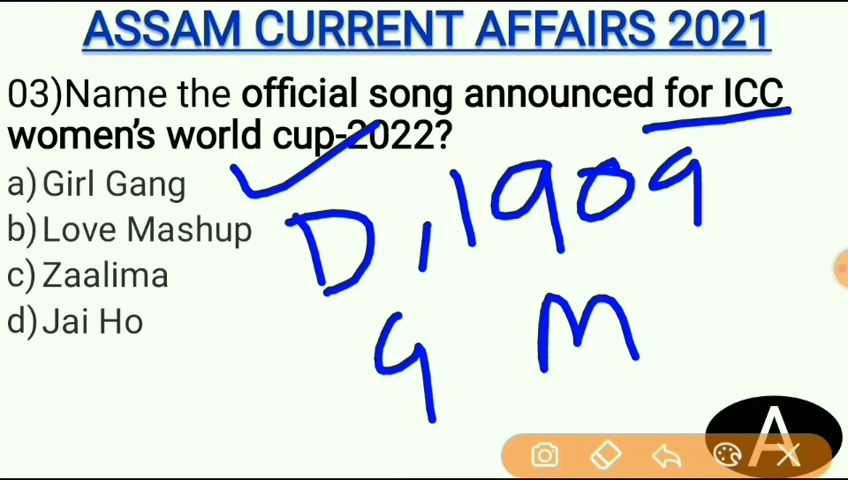 ASSAM CURRENT AFFAIRS 2021
03)Name the official song announced for ICC
women's world cup-2022?
a)Girl Gang
b)Love Mashup
c)Zaalima
d)Jai Ho
D, 1909
9 M
A